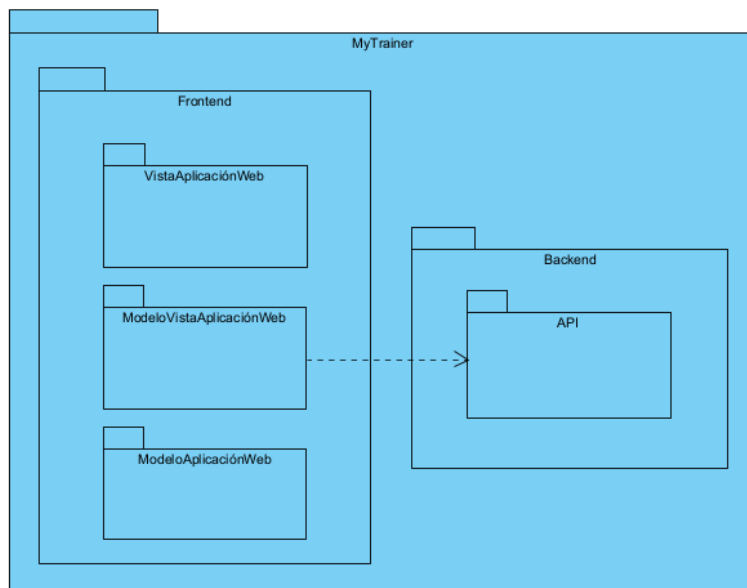 MyTrainer
Frontend
VistaAplicaciónWeb
ModeloVistaAplicaciónWeb
ModeloAplicaciónWeb
Backend
API